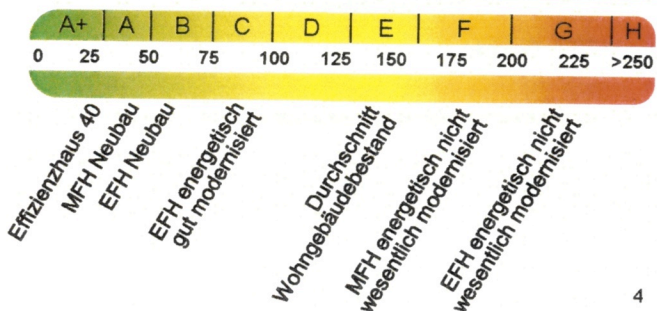 A+ A B C D E F G H
0 25 50 75 100 125 150 175 200 225 >250
Effizienzhaus 40
MFH Neubau
EFH Neubau
EFH energetisch
gut modernisiert
Durchschnitt
Wohngebäudebestand
MFH energetisch nicht
wesentlich modernisiert
EFH energetisch nicht
wesentlich modernisiert
4